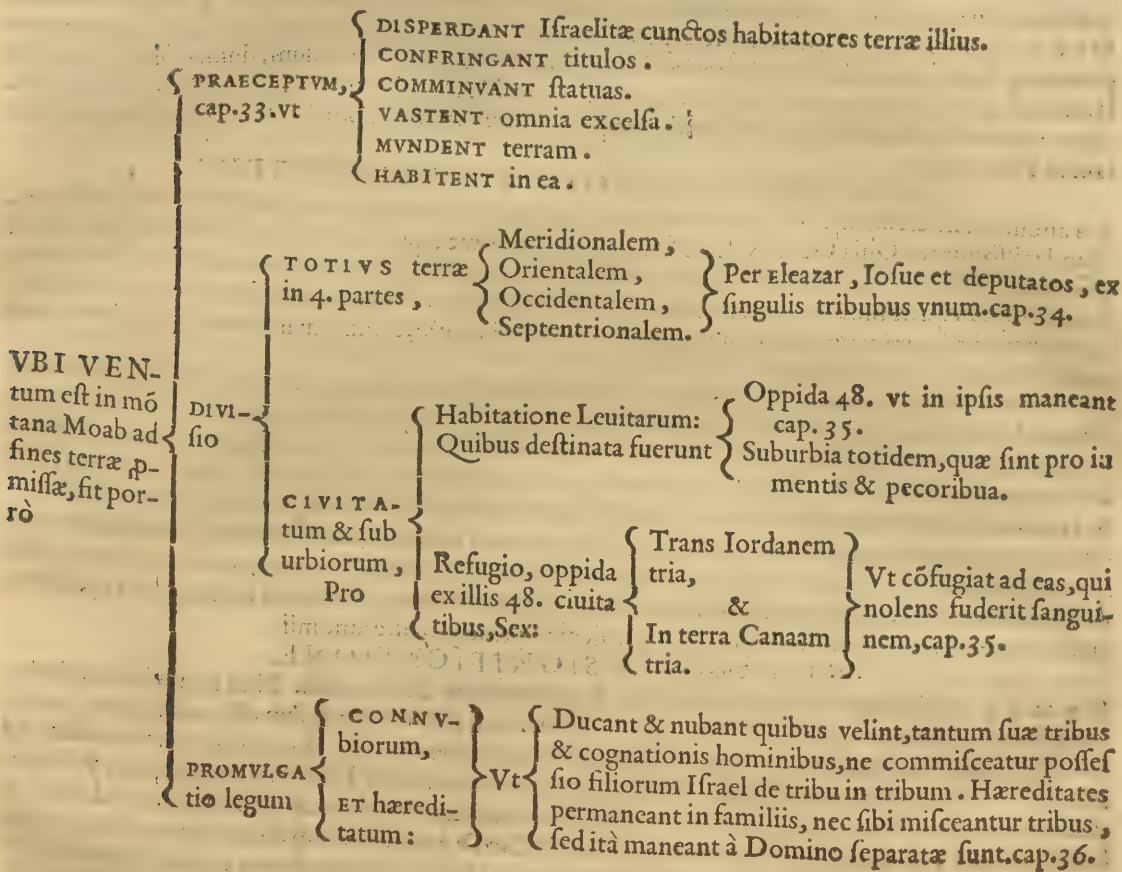 VBI VEN-
tum eſt in mõ
tana Moab ad
fines terræ ꝓ-
miſſæ, fit por-
rò
PRAECEPTVM,
cap.33.vt
DISPERDANT Iſraelitæ cunctos habitatores terræ illius.
CONFRINGANT titulos.
COMMINVANT ſtatuas.
VASTENT omnia excelſa.
MVNDENT terram.
HABITENT in ea.
DIVI-
ſio
TOTIVS terræ
in 4. partes,
Meridionalem,
Orientalem,
Occidentalem,
Septentrionalem.
Per Eleazar, Ioſue et deputatos, ex
ſingulis tribubus vnum.cap.34.
CIVITA-
tum & ſub
urbiorum,
Pro
Habitatione Leuitarum:
Quibus deſtinata fuerunt
Oppida 48. vt in ipſis maneant
cap. 35.
Suburbia totidem, quæ ſint pro iu
mentis & pecoribua.
Refugio, oppida
ex illis 48. ciuita
tibus, Sex:
Trans Iordanem
tria,
&
In terra Canaam
tria.
Vt cõfugiat ad eas, qui
nolens fuderit ſangui-
nem, cap.35.
PROMVLGA
tio legum
CONNV-
biorum,
ET hæredi-
tatum:
Vt
Ducant & nubant quibus velint, tantum ſuæ tribus
& cognationis hominibus, ne commiſceatur poſſeſ
ſio filiorum Iſrael de tribu in tribum. Hæreditates
permaneant in familiis, nec ſibi miſceantur tribus,
ſed ità maneant à Domino ſeparatæ ſunt.cap.36.